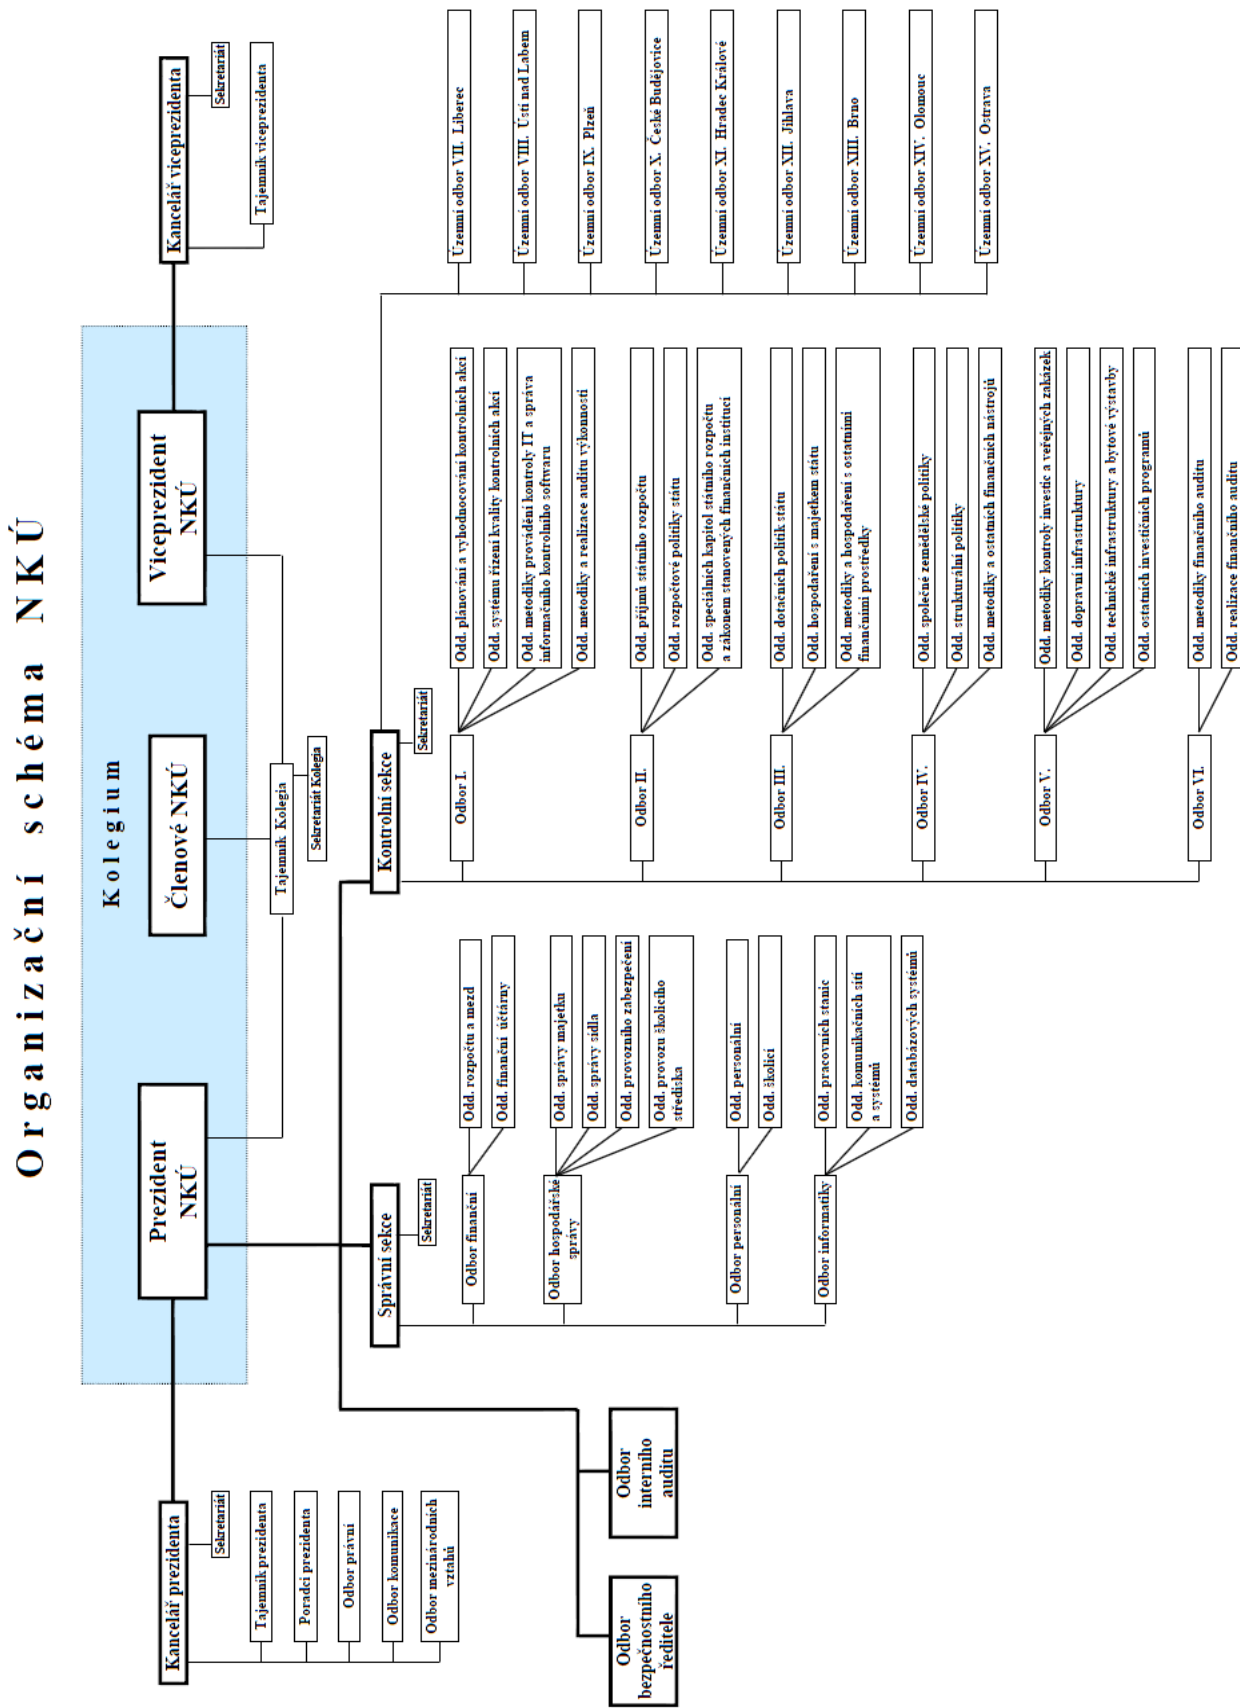 Organizační schéma NKÚ
Kolegium
Prezident
NKÚ
Členové NKÚ
Viceprezident
NKÚ
Kancelář prezidenta
Sekretariát
Tajemník prezidenta
Poradci prezidenta
Odbor právní
Odbor komunikace
Odbor mezinárodních
vztahů
Kancelář viceprezidenta
Sekretariát
Tajemník viceprezidenta
Tajemník Kolegia
Sekretariát Kolegia
Odbor
bezpečnostního
ředitele
Odbor
interního
auditu
Správní sekce
Sekretariát
Odbor finanční
Odd. rozpočtu a mezd
Odd. finanční účtárny
Odbor hospodářské
správy
Odd. správy majetku
Odd. správy sídla
Odd. provozního zabezpečení
Odd. provozu školicího
střediska
Odbor personální
Odd. personální
Odd. školicí
Odbor informatiky
Odd. pracovních stanic
Odd. komunikačních sítí
a systémů
Odd. databázových systémů
Kontrolní sekce
Sekretariát
Odbor I.
Odd. plánování a vyhodnocování kontrolních akcí
Odd. systému řízení kvality kontrolních akcí
Odd. metodiky provádění kontroly IT a správa
informačního kontrolního softwaru
Odd. metodiky a realizace auditu výkonnosti
Odbor II.
Odd. příjmů státního rozpočtu
Odd. rozpočtové politiky státu
Odd. speciálních kapitol státního rozpočtu
a zákonem stanovených finančních institucí
Odbor III.
Odd. dotačních politik státu
Odd. hospodaření s majetkem státu
Odd. metodiky a hospodaření s ostatními
finančními prostředky
Odbor IV.
Odd. společné zemědělské politiky
Odd. strukturální politiky
Odd. metodiky a ostatních finančních nástrojů
Odbor V.
Odd. metodiky kontroly investic a veřejných zakázek
Odd. dopravní infrastruktury
Odd. technické infrastruktury a bytové výstavby
Odd. ostatních investičních programů
Odbor VI.
Odd. metodiky finančního auditu
Odd. realizace finančního auditu
Územní odbor VII. Liberec
Územní odbor VIII. Ústí nad Labem
Územní odbor IX. Plzeň
Územní odbor X. České Budějovice
Územní odbor XI. Hradec Králové
Územní odbor XII. Jihlava
Územní odbor XIII. Brno
Územní odbor XIV. Olomouc
Územní odbor XV. Ostrava